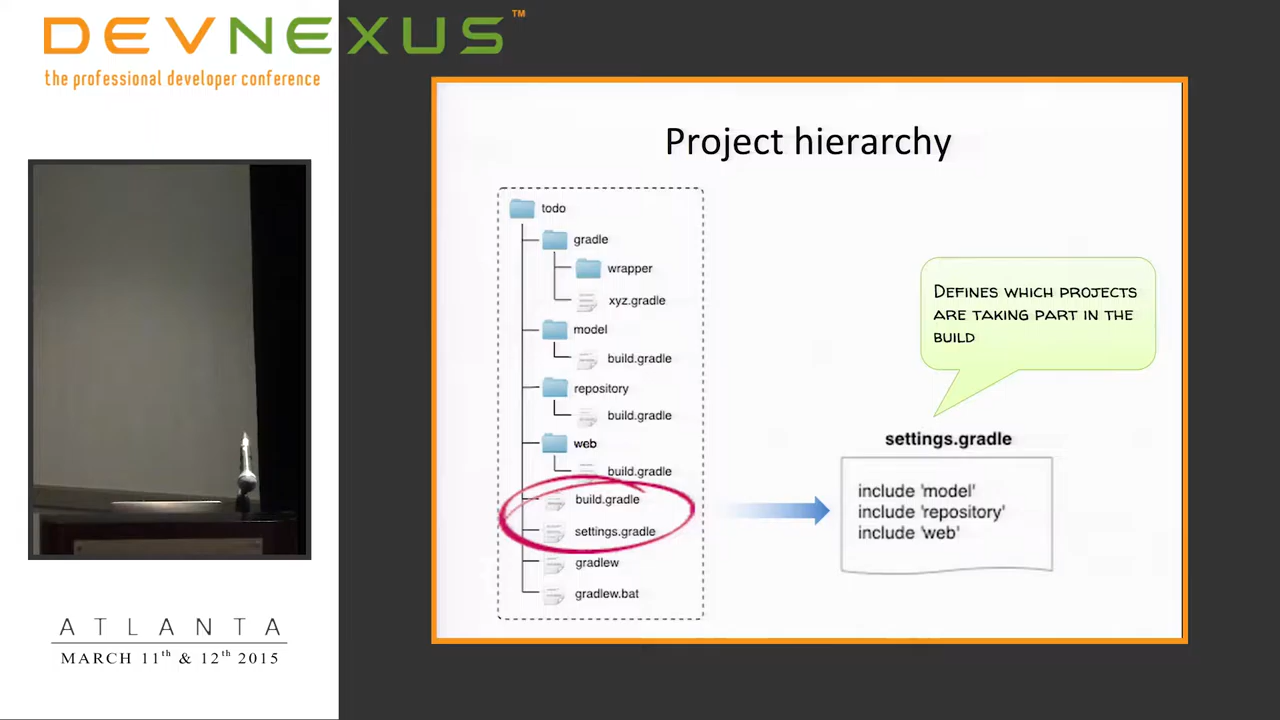 DEVNEXUS™
the professional developer conference
Project hierarchy
todo
gradle
wrapper
xyz.gradle
model
build.gradle
repository
build.gradle
web
build.gradle
build.gradle
settings.gradle
gradlew
gradlew.bat
Defines which projects
are taking part in the
build
settings.gradle
include 'model'
include 'repository'
include 'web'
ATLANTA
MARCH 11th & 12th 2015